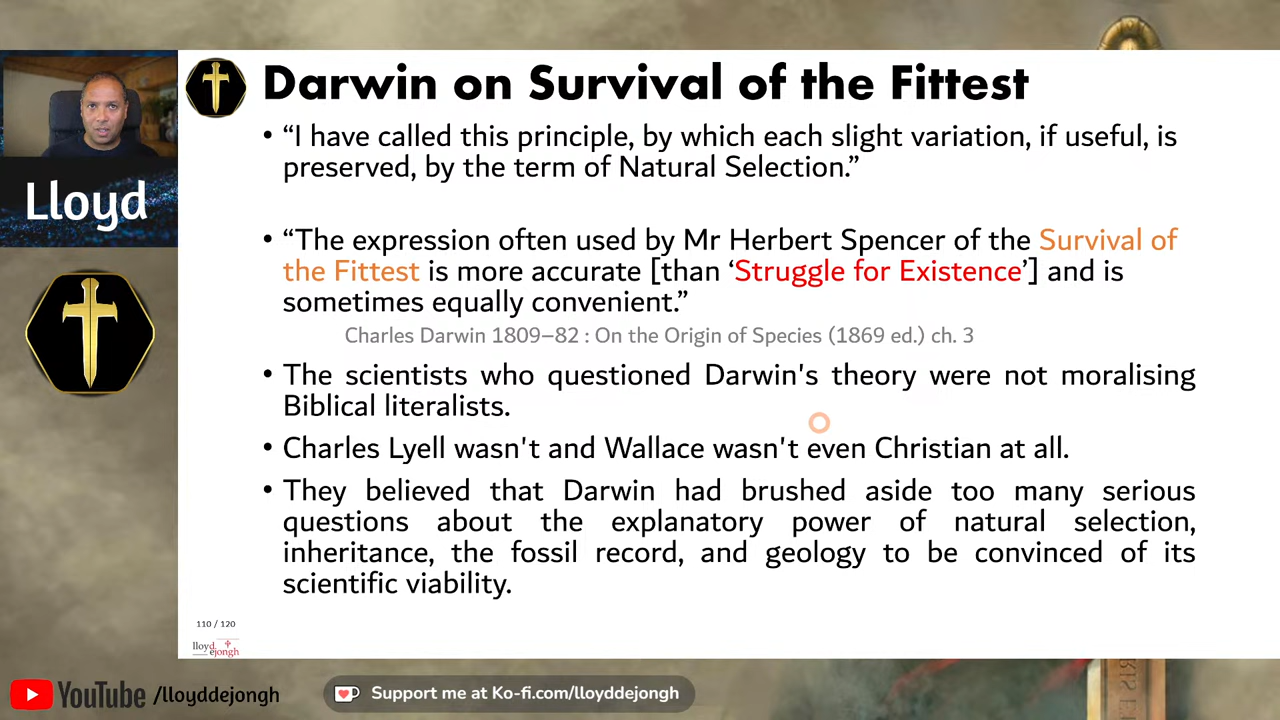 Darwin on Survival of the Fittest
• “I have called this principle, by which each slight variation, if useful, is
preserved, by the term of Natural Selection.”
• “The expression often used by Mr Herbert Spencer of the Survival of
the Fittest is more accurate [than ‘Struggle for Existence’] and is
sometimes equally convenient.”
Charles Darwin 1809–82 : On the Origin of Species (1869 ed.) ch. 3
• The scientists who questioned Darwin's theory were not moralising
Biblical literalists.
• Charles Lyell wasn't and Wallace wasn't even Christian at all.
• They believed that Darwin had brushed aside too many serious
questions about the explanatory power of natural selection,
inheritance, the fossil record, and geology to be convinced of its
scientific viability.
Lloyd
110 / 120
lloyd
ejongh
YouTube /lloyddejongh
Support me at Ko-fi.com/lloyddejongh